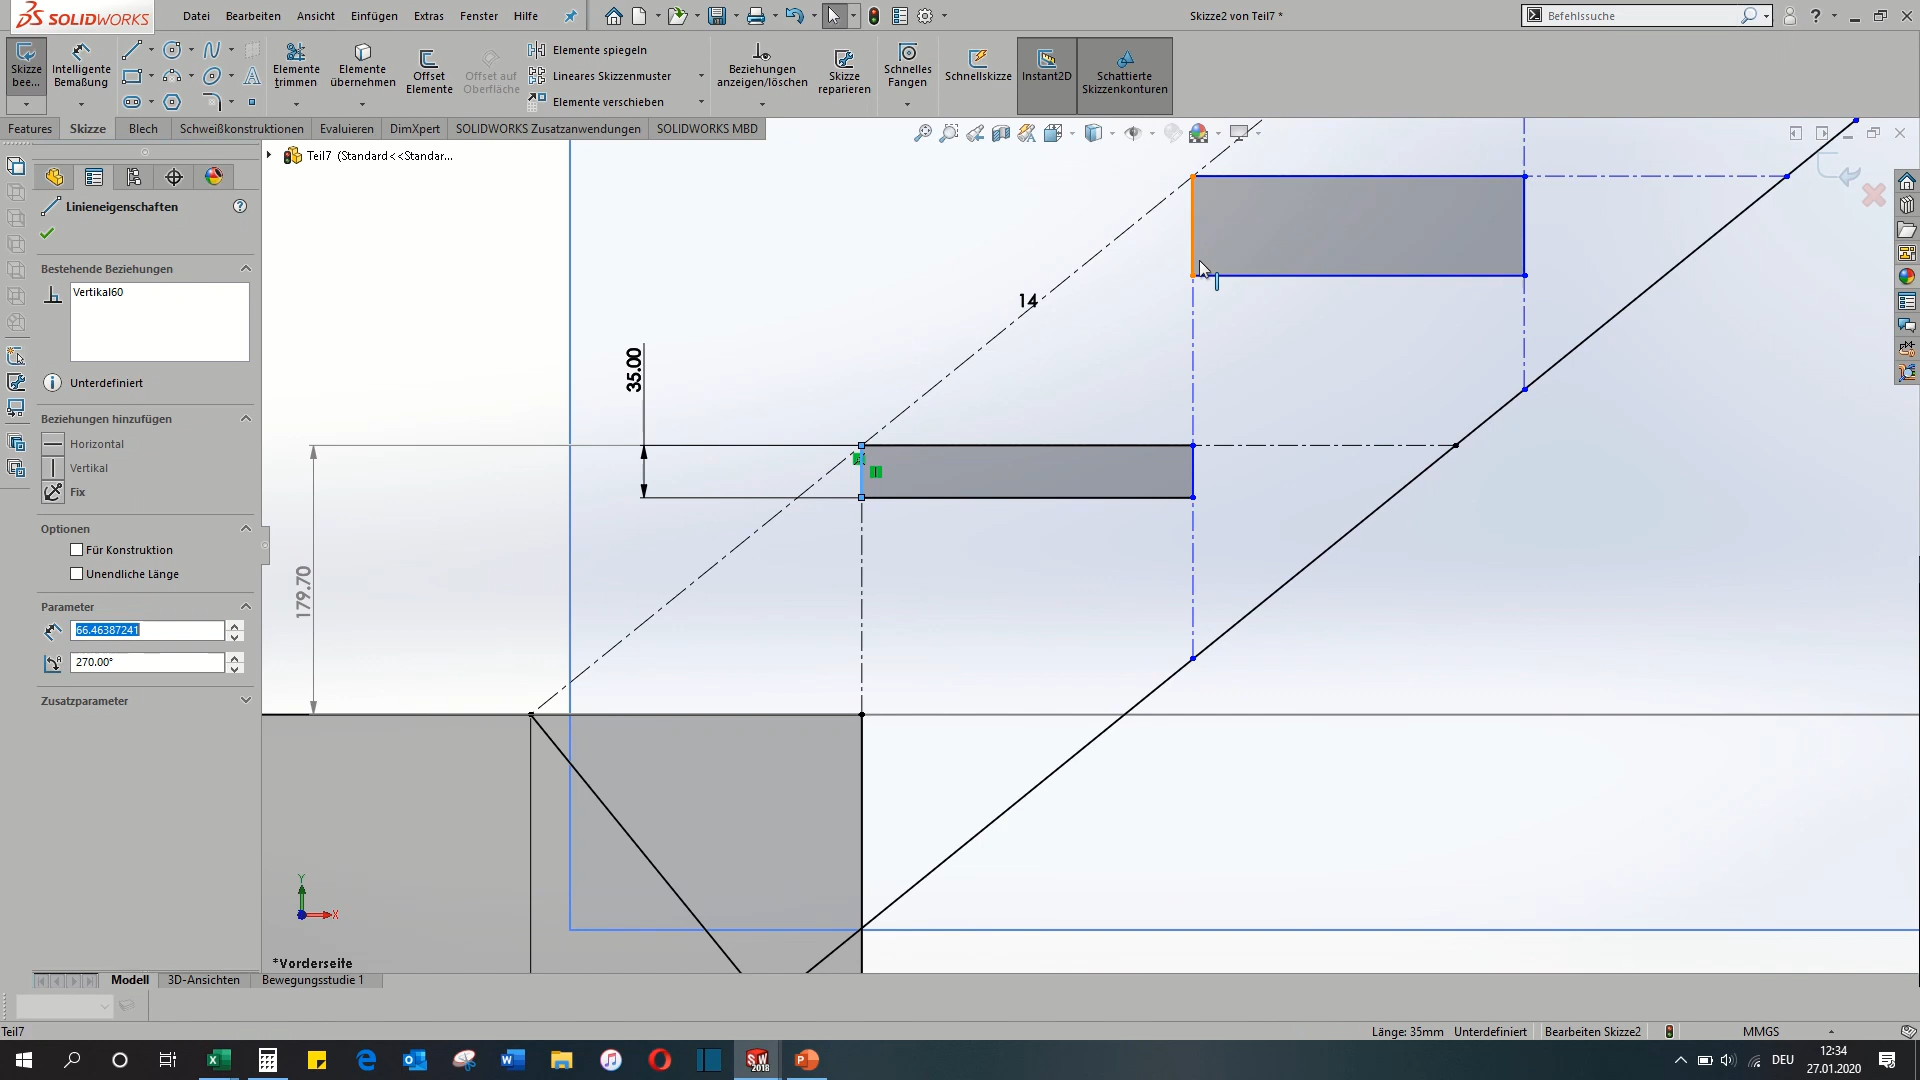 SOLIDWORKS
Datei Bearbeiten Ansicht Einfügen Extras Fenster Hilfe
Skizze2 von Teil7 *
Befehlssuche
Skizze bee...
Intelligente Bemaßung
Elemente trimmen
Elemente übernehmen
Offset Elemente
Offset auf Oberfläche
Elemente spiegeln
Lineares Skizzenmuster
Elemente verschieben
Beziehungen anzeigen/löschen
Skizze reparieren
Schnelles Fangen
Schnellskizze
Instant2D
Schattierte Skizzenkonturen
Features Skizze Blech Schweißkonstruktionen Evaluieren DimXpert SOLIDWORKS Zusatzanwendungen SOLIDWORKS MBD
Teil7 (Standard<<Standar...
Linieneigenschaften
Bestehende Beziehungen
Vertikal60
Unterdefiniert
Beziehungen hinzufügen
Horizontal
Vertikal
Fix
Optionen
Für Konstruktion
Unendliche Länge
Parameter
66.46387241
270.00°
Zusatzparameter
14
35.00
179.70
Y
X
*Vorderseite
Modell 3D-Ansichten Bewegungsstudie 1
Teil7
Länge: 35mm Unterdefiniert Bearbeiten Skizze2 MMGS
DEU
12:34
27.01.2020